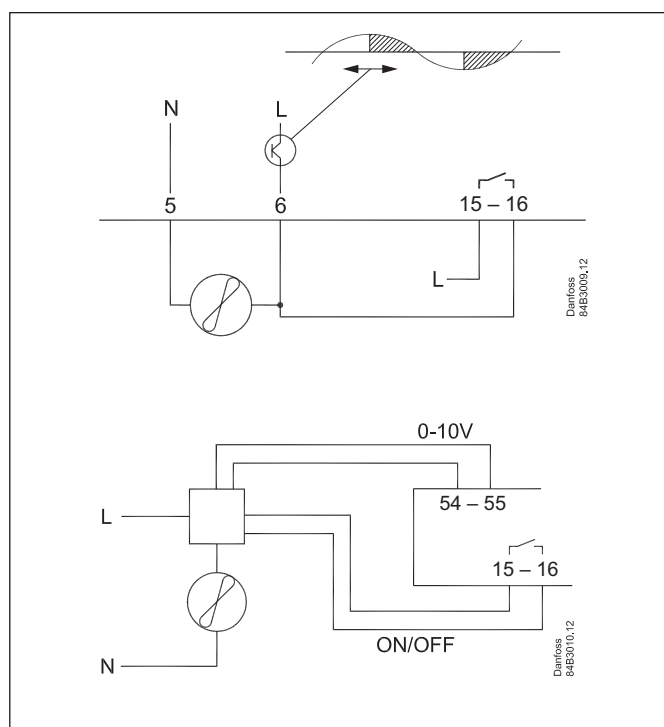 N
L
5
6
15 – 16
L
Danfoss
84B3009.12
0-10V
54 – 55
L
15 – 16
ON/OFF
N
Danfoss
84B3010.12